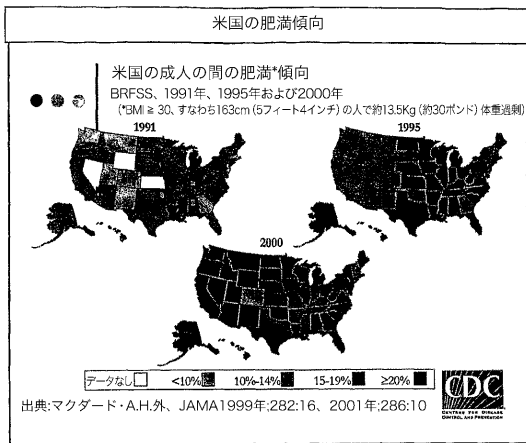 米国の肥満傾向
米国の成人の間の肥満*傾向
BRFSS、1991年、1995年および2000年
(*BMI ≥ 30、すなわち163cm (5フィート4インチ) の人で約13.5Kg (約30ポンド) 体重過剰)
1991
1995
2000
データなし <10% 10%-14% 15-19% ≥20%
CDC
CENTERS FOR DISEASE
CONTROL AND PREVENTION
出典:マクダード・A.H.外、JAMA1999年;282:16、2001年;286:10